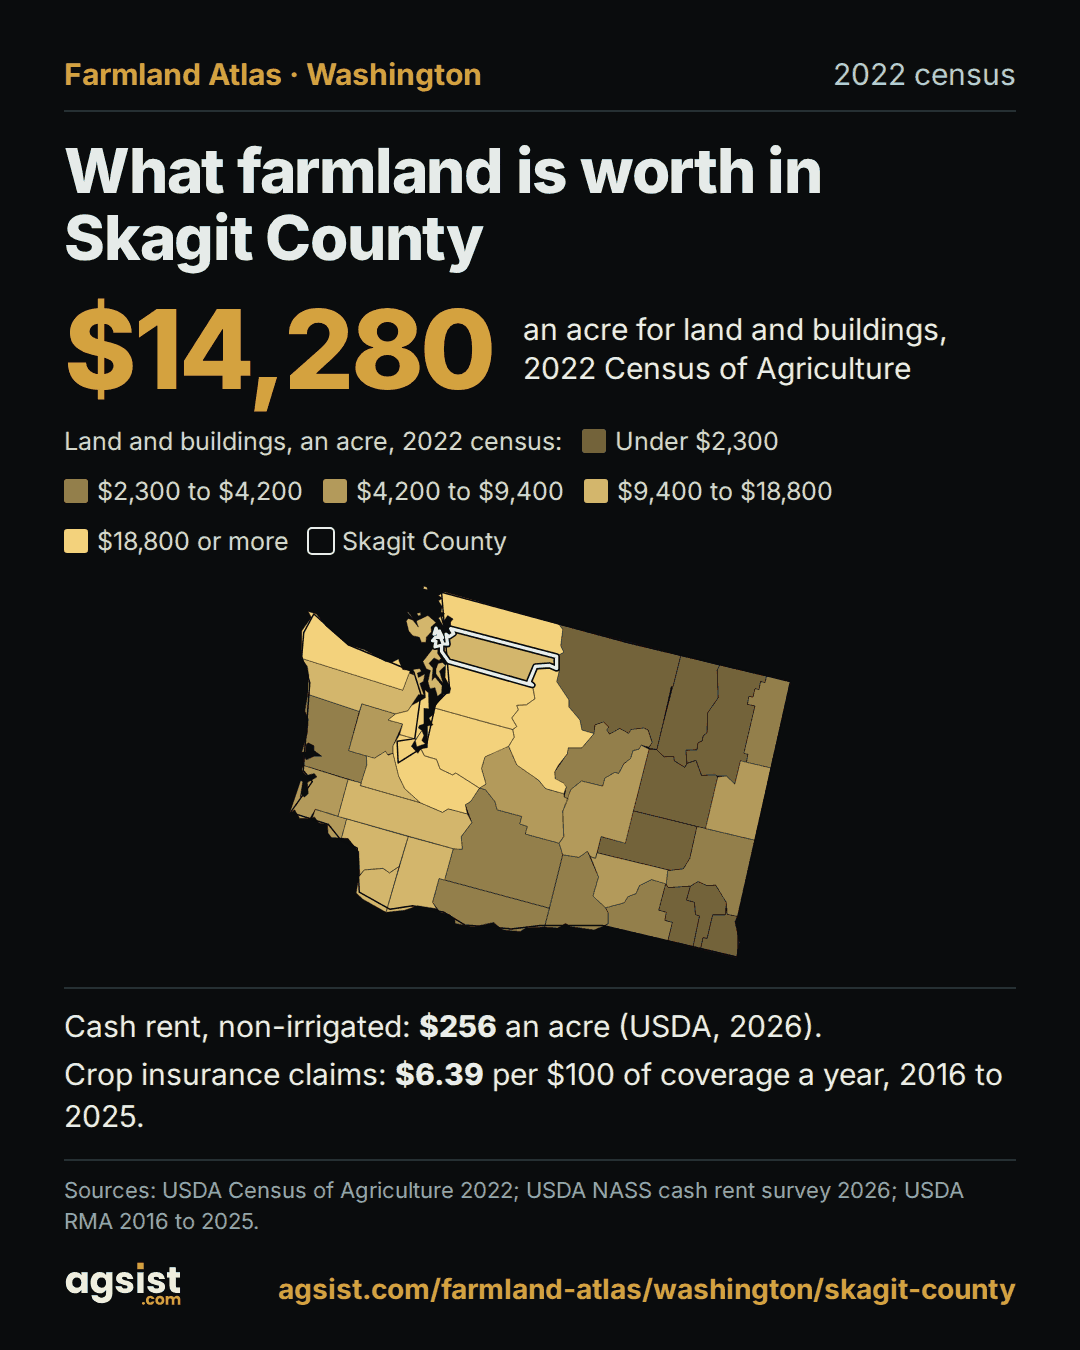 Farmland Atlas · Washington
2022 census
What farmland is worth in
Skagit County
$14,280
an acre for land and buildings,
2022 Census of Agriculture
Land and buildings, an acre, 2022 census: Under $2,300
$2,300 to $4,200 $4,200 to $9,400 $9,400 to $18,800
$18,800 or more Skagit County
Cash rent, non-irrigated: $256 an acre (USDA, 2026).
Crop insurance claims: $6.39 per $100 of coverage a year, 2016 to
2025.
Sources: USDA Census of Agriculture 2022; USDA NASS cash rent survey 2026; USDA
RMA 2016 to 2025.
agsist
.com
agsist.com/farmland-atlas/washington/skagit-county